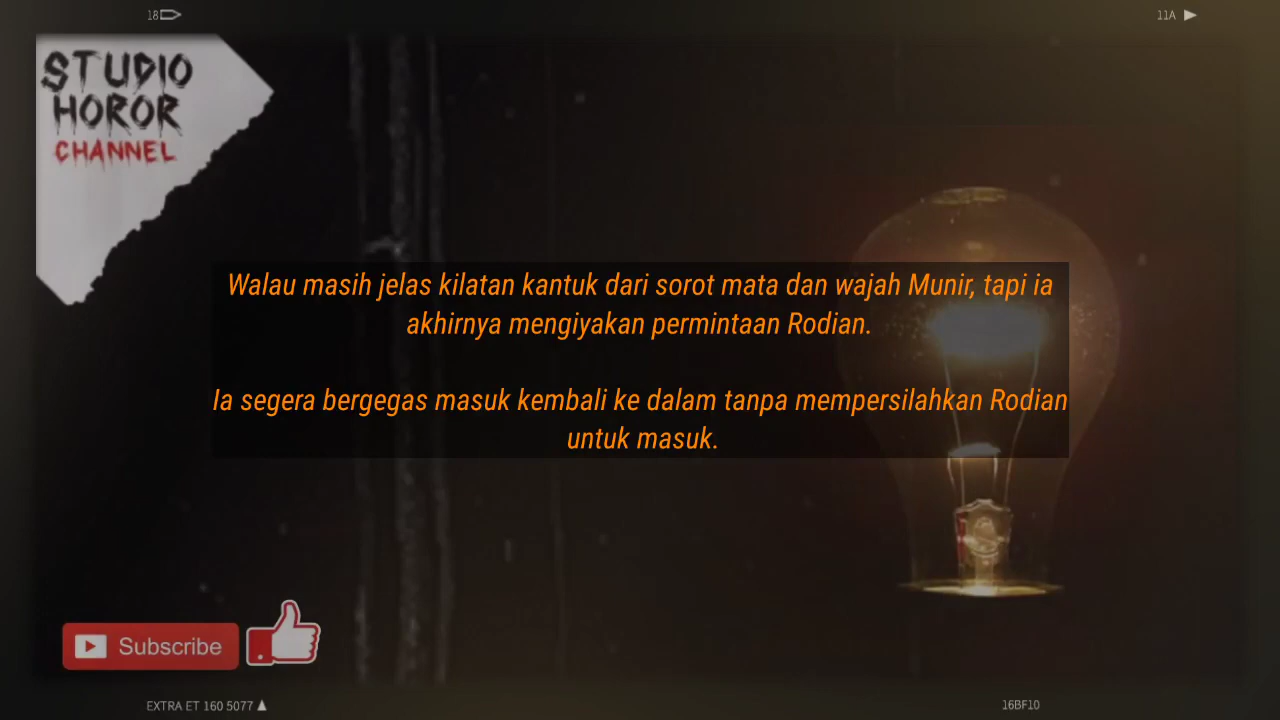 18
11A
STUDIO
HOROR
CHANNEL
Walau masih jelas kilatan kantuk dari sorot mata dan wajah Munir, tapi ia
akhirnya mengiyakan permintaan Rodian.
Ia segera bergegas masuk kembali ke dalam tanpa mempersilahkan Rodian
untuk masuk.
Subscribe
EXTRA ET 160 5077
16BF10